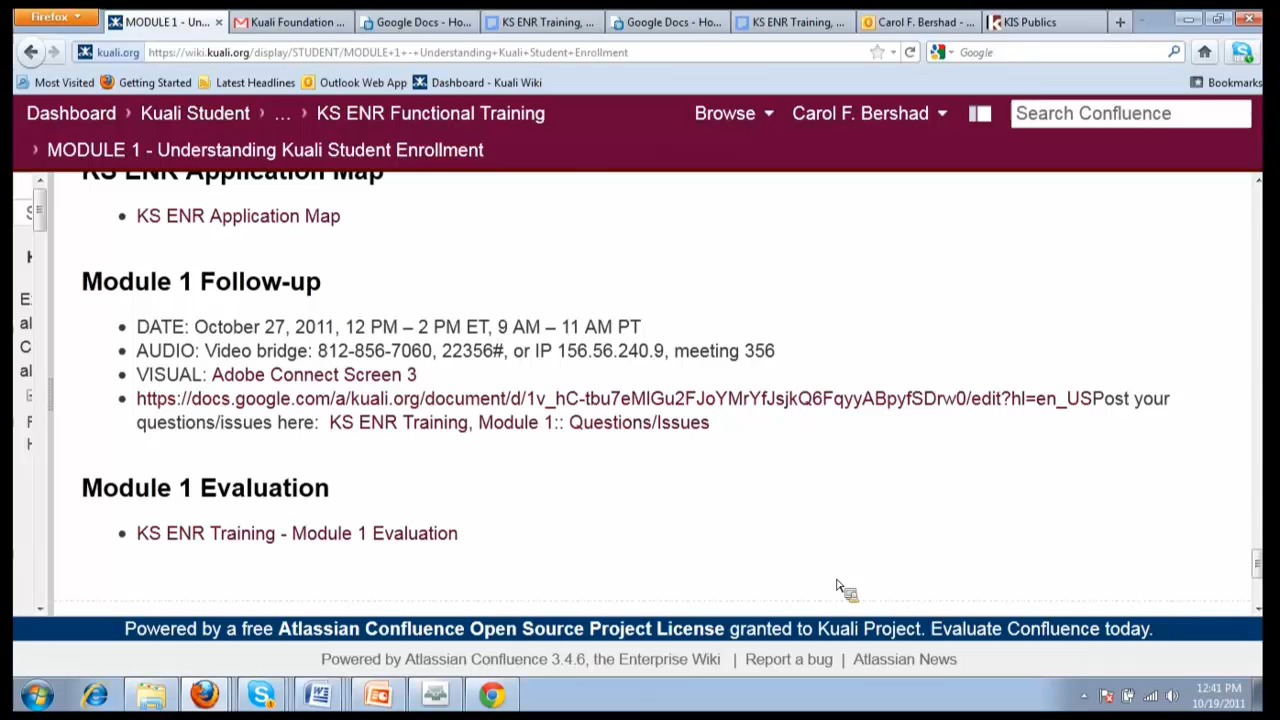 Firefox
MODULE 1 - Un... ×
Kuali Foundation ...
Google Docs - Ho...
KS ENR Training, ...
Google Docs - Ho...
KS ENR Training, ...
Carol F. Bershad - ...
KIS Publics
kuali.org https://wiki.kuali.org/display/STUDENT/MODULE+1+-+Understanding+Kuali+Student+Enrollment
Google
Most Visited Getting Started Latest Headlines Outlook Web App Dashboard - Kuali Wiki Bookmarks
Dashboard › Kuali Student › ... › KS ENR Functional Training Browse Carol F. Bershad Search Confluence
› MODULE 1 - Understanding Kuali Student Enrollment
KS ENR Application Map
• KS ENR Application Map
Module 1 Follow-up
• DATE: October 27, 2011, 12 PM – 2 PM ET, 9 AM – 11 AM PT
• AUDIO: Video bridge: 812-856-7060, 22356#, or IP 156.56.240.9, meeting 356
• VISUAL: Adobe Connect Screen 3
• https://docs.google.com/a/kuali.org/document/d/1v_hC-tbu7eMlGu2FJoYMrYfJsjkQ6FqyyABpyfSDrw0/edit?hl=en_USPost your
questions/issues here: KS ENR Training, Module 1:: Questions/Issues
Module 1 Evaluation
• KS ENR Training - Module 1 Evaluation
Powered by a free Atlassian Confluence Open Source Project License granted to Kuali Project. Evaluate Confluence today.
Powered by Atlassian Confluence 3.4.6, the Enterprise Wiki | Report a bug | Atlassian News
12:41 PM
10/19/2011